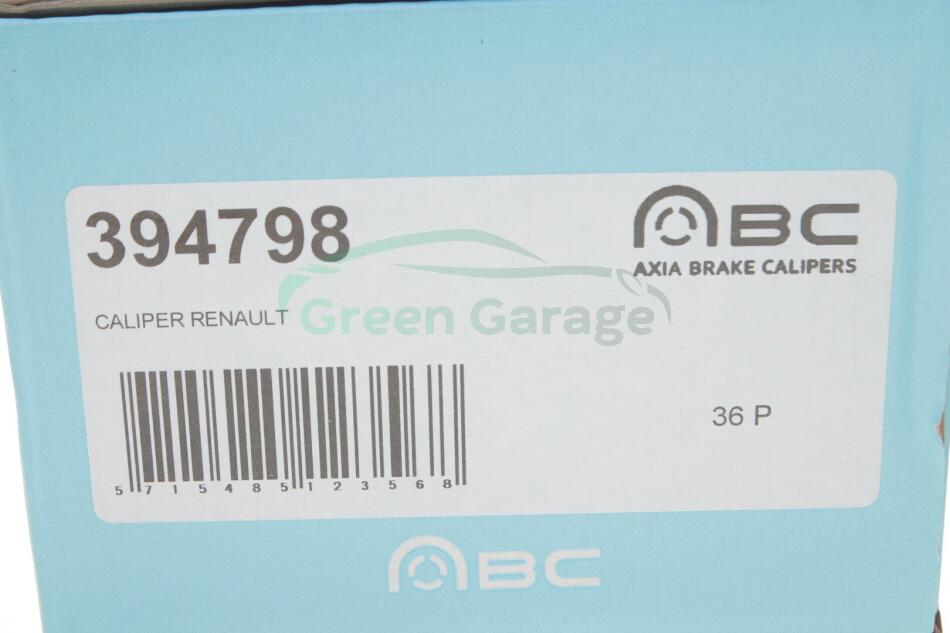 394798
ABC
AXIA BRAKE CALIPERS
CALIPER RENAULT
Green Garage
36 P
5 715485 123568
ABC